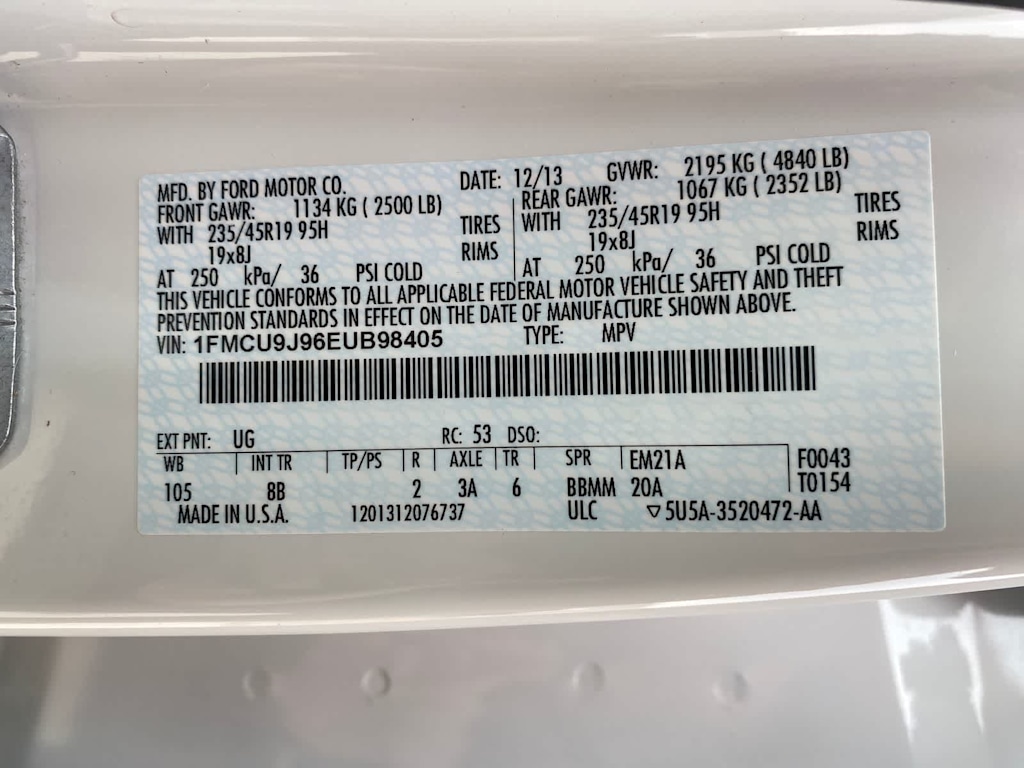 MFD. BY FORD MOTOR CO. DATE: 12/13 GVWR: 2195 KG ( 4840 LB)
FRONT GAWR: 1134 KG ( 2500 LB) REAR GAWR: 1067 KG ( 2352 LB)
WITH 235/45R19 95H TIRES WITH 235/45R19 95H TIRES
19x8J RIMS 19x8J RIMS
AT 250 kPa/ 36 PSI COLD AT 250 kPa/ 36 PSI COLD
THIS VEHICLE CONFORMS TO ALL APPLICABLE FEDERAL MOTOR VEHICLE SAFETY AND THEFT
PREVENTION STANDARDS IN EFFECT ON THE DATE OF MANUFACTURE SHOWN ABOVE.
VIN: 1FMCU9J96EUB98405 TYPE: MPV
EXT PNT: UG RC: 53 DSO:
WB INT TR TP/PS R AXLE TR SPR EM21A F0043
105 8B 2 3A 6 BBMM 20A T0154
MADE IN U.S.A. 1201312076737 ULC ▽5U5A-3520472-AA